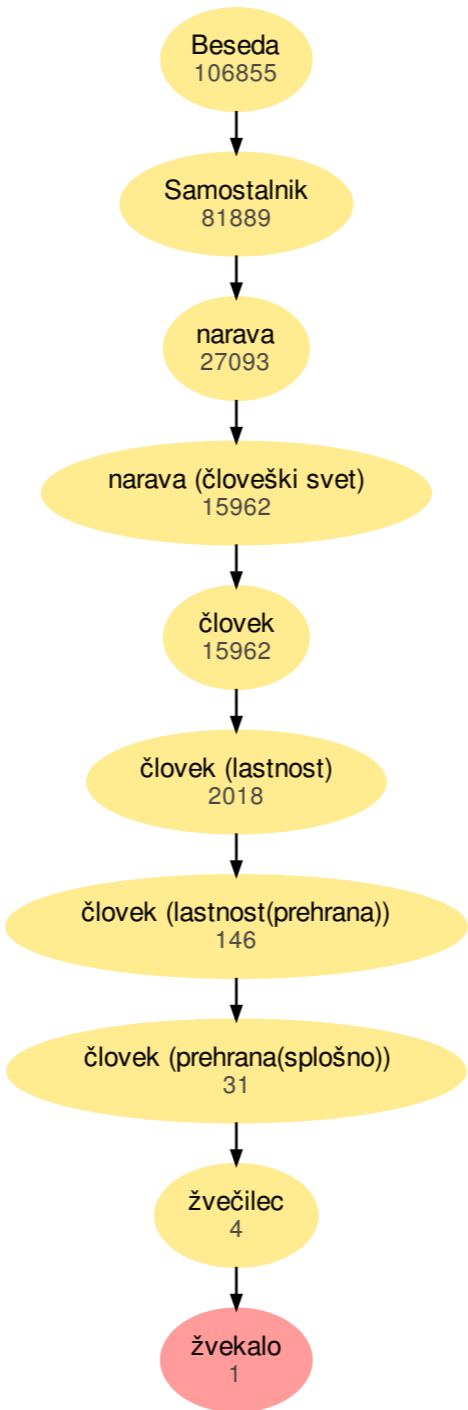 Beseda
106855
Samostalnik
81889
narava
27093
narava (človeški svet)
15962
človek
15962
človek (lastnost)
2018
človek (lastnost(prehrana))
146
človek (prehrana(splošno))
31
žvečilec
4
žvekalo
1